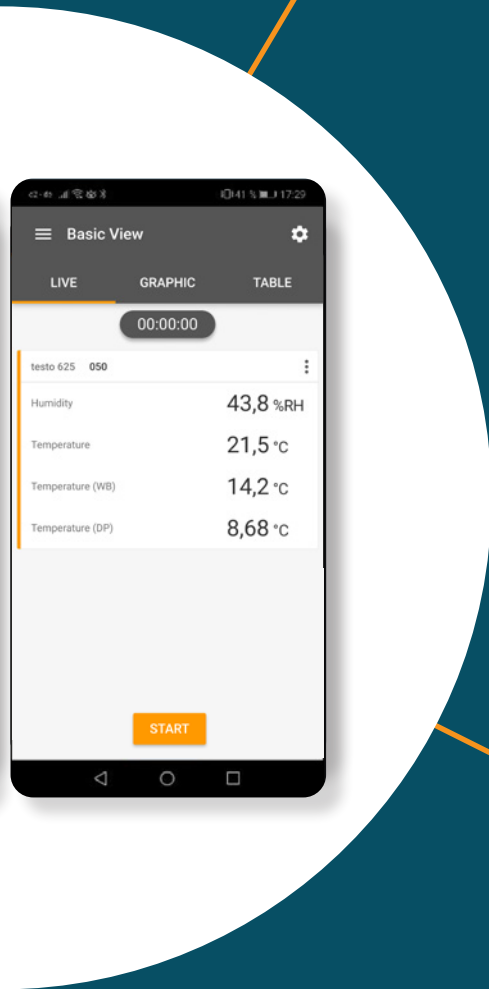 41 % 17:29
Basic View
LIVE GRAPHIC TABLE
00:00:00
testo 625 050
Humidity 43,8 %RH
Temperature 21,5 °C
Temperature (WB) 14,2 °C
Temperature (DP) 8,68 °C
START